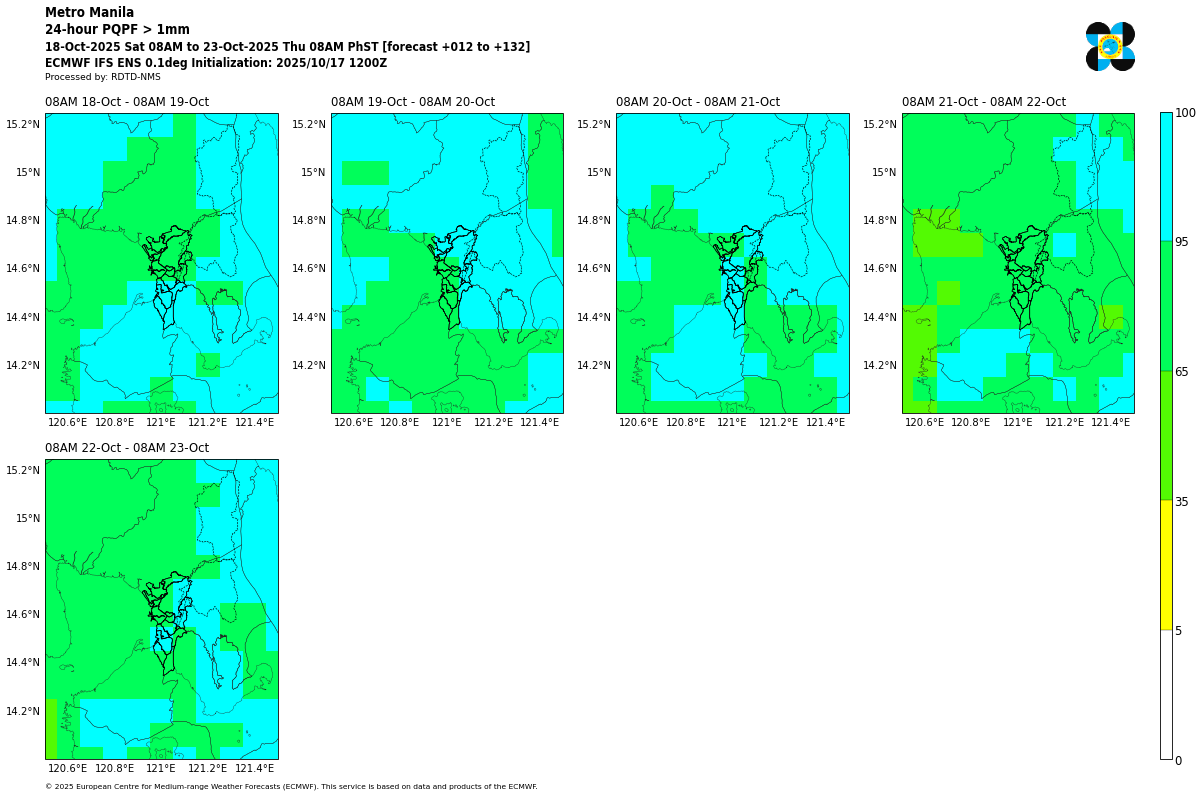 Metro Manila
24-hour PQPF > 1mm
18-Oct-2025 Sat 08AM to 23-Oct-2025 Thu 08AM PhST [forecast +012 to +132]
ECMWF IFS ENS 0.1deg Initialization: 2025/10/17 1200Z
Processed by: RDTD-NMS
08AM 18-Oct - 08AM 19-Oct
08AM 19-Oct - 08AM 20-Oct
08AM 20-Oct - 08AM 21-Oct
08AM 21-Oct - 08AM 22-Oct
15.2°N
15°N
14.8°N
14.6°N
14.4°N
14.2°N
120.6°E 120.8°E 121°E 121.2°E 121.4°E
120.6°E 120.8°E 121°E 121.2°E 121.4°E
120.6°E 120.8°E 121°E 121.2°E 121.4°E
120.6°E 120.8°E 121°E 121.2°E 121.4°E
15.2°N
15°N
14.8°N
14.6°N
14.4°N
14.2°N
15.2°N
15°N
14.8°N
14.6°N
14.4°N
14.2°N
15.2°N
15°N
14.8°N
14.6°N
14.4°N
14.2°N
100
95
65
35
5
0
08AM 22-Oct - 08AM 23-Oct
15.2°N
15°N
14.8°N
14.6°N
14.4°N
14.2°N
120.6°E 120.8°E 121°E 121.2°E 121.4°E
© 2025 European Centre for Medium-range Weather Forecasts (ECMWF). This service is based on data and products of the ECMWF.